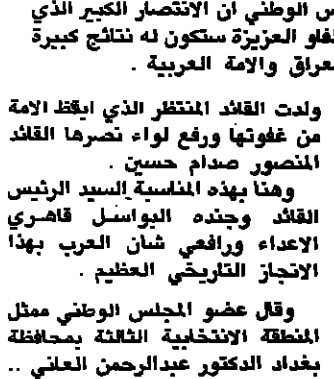 س الوطني ان الانتصار الكبير الذي
لفاو العزيزة ستكون له نتائج كبيرة
عراق والامة العربية .
ولدت القائد المنتظر الذي ايقظ الامة
من غفوتها ورفع لواء نصرها القائد
المنصور صدام حسين .
وهنا بهذه المناسبة السيد الرئيس
القائد وجنده البواسل قاهري
الاعداء ورافعي شان العرب بهذا
الانجاز التاريخي العظيم .
وقال عضو المجلس الوطني ممثل
المنطقة الانتخابية الثالثة بمحافظة
بغداد الدكتور عبدالرحمن العاني ..